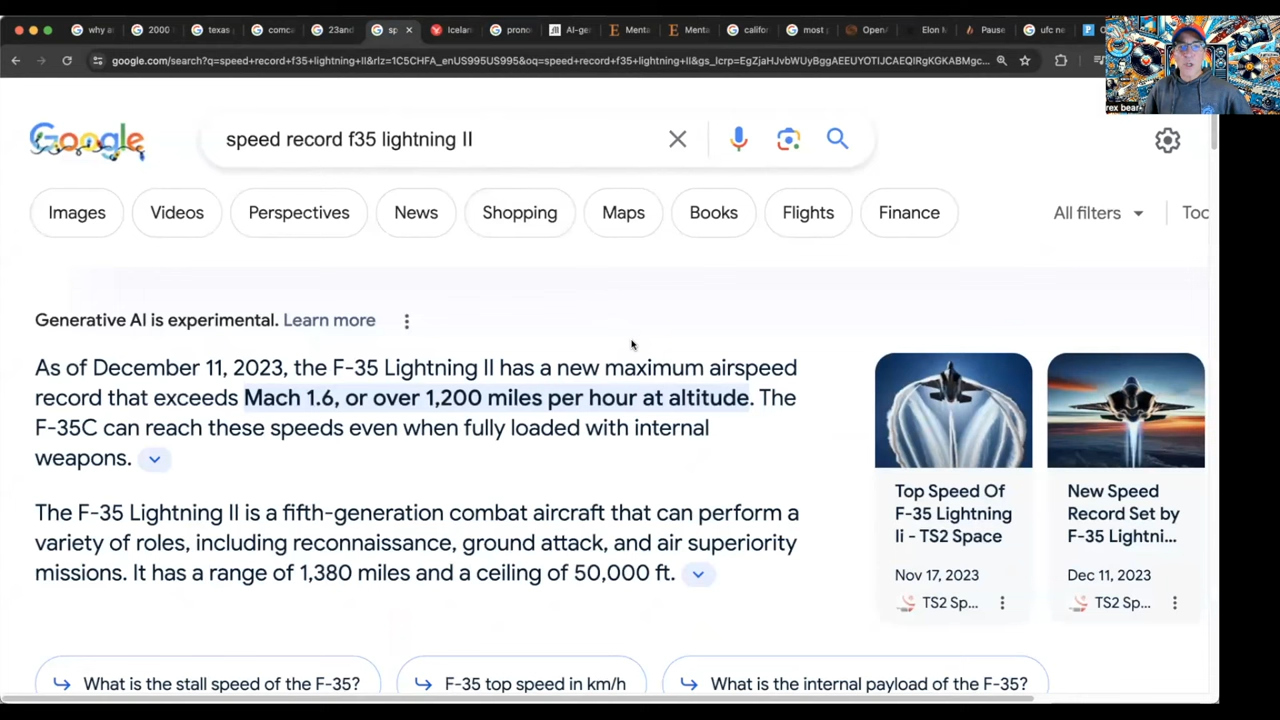 why a
2000
texas
comca
23and
sp
Icelan
prono
AI-ge
Menta
Menta
califor
most
Open/
Elon M
Pause
ufc ne
google.com/search?q=speed+record+f35+lightning+II&rlz=1C5CHFA_enUS995US995&oq=speed+record+f35+lightning+II&gs_lcrp=EgZjaHJvbWUyBggAEEUYOTIJCAEQIRgKGKABMgc...
rex bear
Google
speed record f35 lightning II
Images
Videos
Perspectives
News
Shopping
Maps
Books
Flights
Finance
All filters
Too
Generative AI is experimental. Learn more
As of December 11, 2023, the F-35 Lightning II has a new maximum airspeed
record that exceeds Mach 1.6, or over 1,200 miles per hour at altitude. The
F-35C can reach these speeds even when fully loaded with internal
weapons.
The F-35 Lightning II is a fifth-generation combat aircraft that can perform a
variety of roles, including reconnaissance, ground attack, and air superiority
missions. It has a range of 1,380 miles and a ceiling of 50,000 ft.
Top Speed Of
F-35 Lightning
Ii - TS2 Space
Nov 17, 2023
TS2 Sp...
New Speed
Record Set by
F-35 Lightni...
Dec 11, 2023
TS2 Sp...
What is the stall speed of the F-35?
F-35 top speed in km/h
What is the internal payload of the F-35?